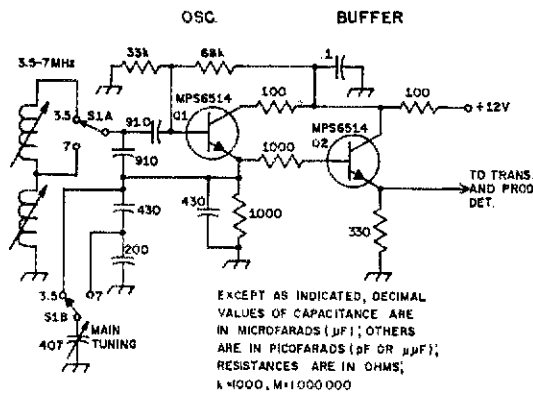 OSC.
BUFFER
33k
68k
.1
3.5-7MHz
3.5
S1A
910
Q1
MPS6514
100
100
+12V
7
910
1000
MPS6514
Q2
TO TRANS.
AND PROD
DET.
430
430
1000
330
200
3.5
7
S1B
MAIN
TUNING
407
EXCEPT AS INDICATED, DECIMAL
VALUES OF CAPACITANCE ARE
IN MICROFARADS (μF); OTHERS
ARE IN PICOFARADS (pF OR μμF);
RESISTANCES ARE IN OHMS;
k=1000, M=1000000